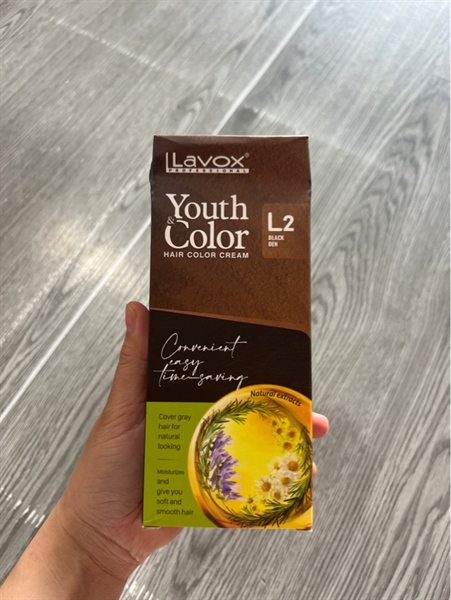 Lavox®
PROFESSIONAL
Youth
& Color
HAIR COLOR CREAM
L2
BLACK
DEN
Convenient
easy
time-saving
Natural extracts
Cover gray
hair for
natural
looking
Moisturizes
and
give you
soft and
smooth hair